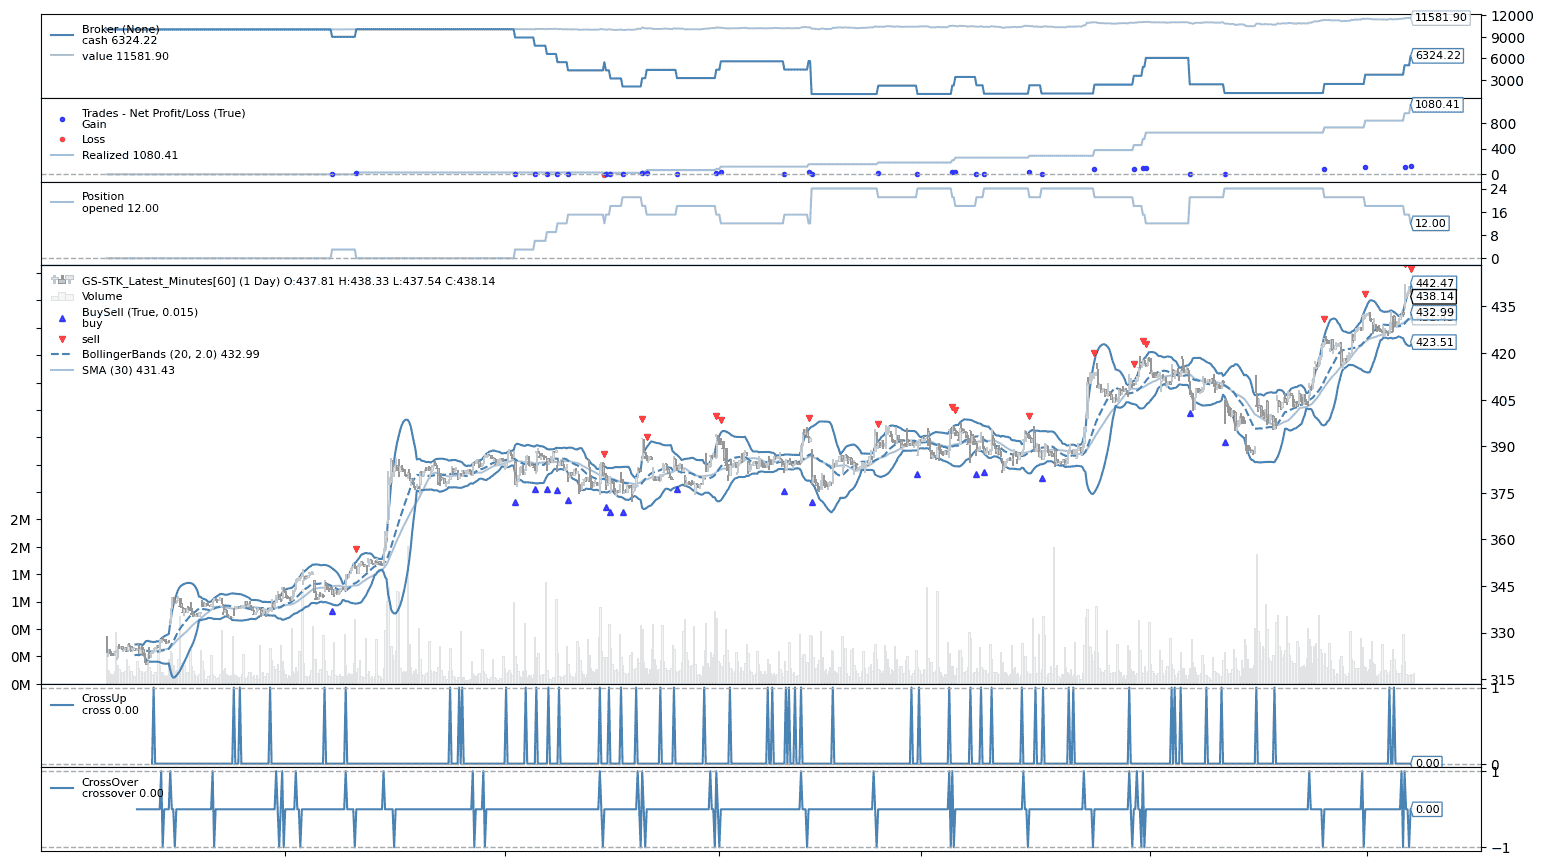 Broker (None)
cash 6324.22
value 11581.90
11581.90
6324.22
12000
9000
6000
3000
Trades - Net Profit/Loss (True)
Gain
Loss
Realized 1080.41
1080.41
800
400
0
Position
opened 12.00
12.00
24
16
8
0
GS-STK_Latest_Minutes[60] (1 Day) O:437.81 H:438.33 L:437.54 C:438.14
Volume
BuySell (True, 0.015)
buy
sell
BollingerBands (20, 2.0) 432.99
SMA (30) 431.43
442.47
438.14
432.99
423.51
435
420
405
390
375
360
345
330
315
2M
2M
1M
1M
0M
0M
0M
CrossUp
cross 0.00
0.00
1
0
CrossOver
crossover 0.00
0.00
1
−1